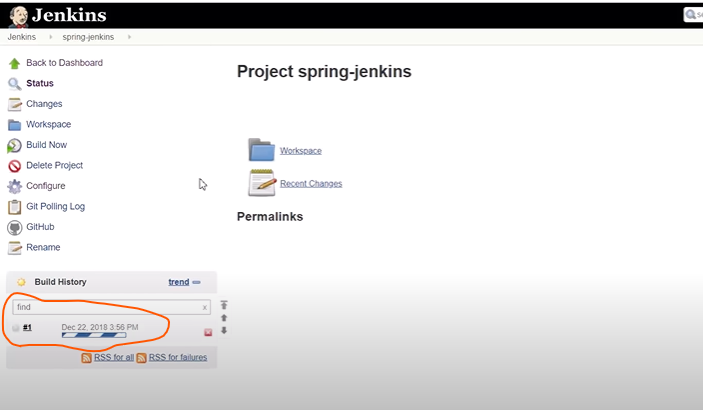 Jenkins
se
Jenkins spring-jenkins
Back to Dashboard
Status
Changes
Workspace
Build Now
Delete Project
Configure
Git Polling Log
GitHub
Rename
Project spring-jenkins
Workspace
Recent Changes
Permalinks
Build History trend
find x
#1 Dec 22, 2018 3:56 PM
RSS for all RSS for failures